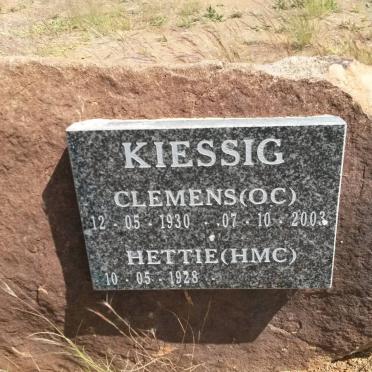 KIESSIG
CLEMENS(OC)
12 - 05 - 1930 - 07 - 10 - 2003
HETTIE(HMC)
10 - 05 - 1928 -